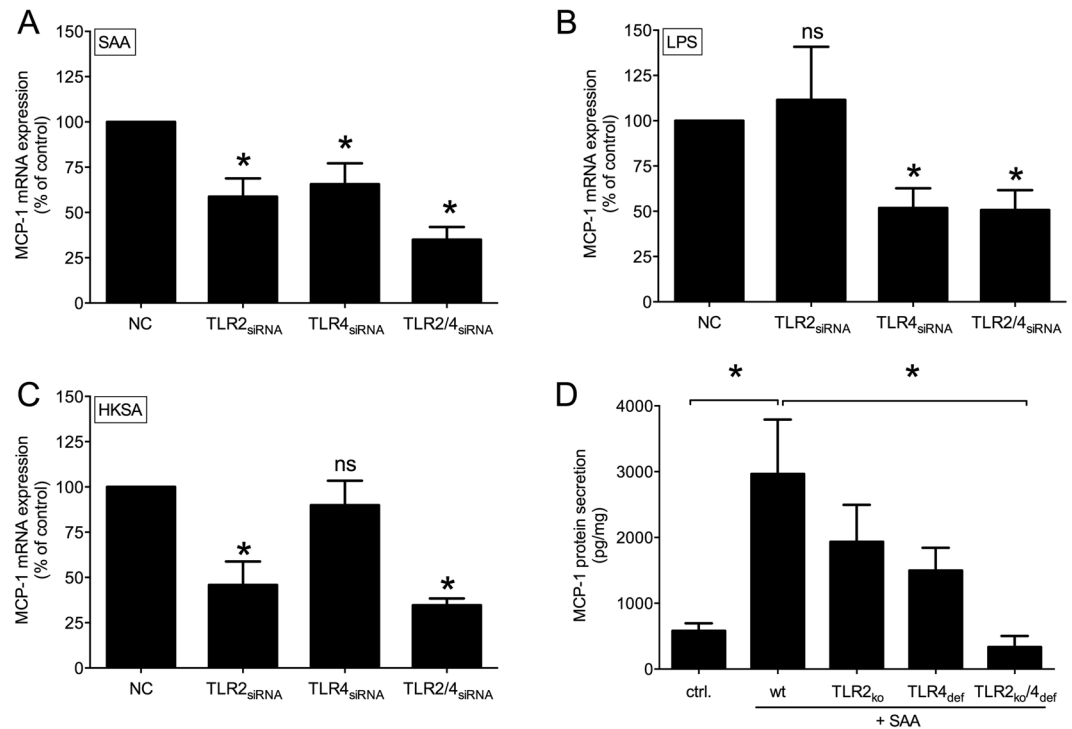 A
SAA
MCP-1 mRNA expression
(% of control)
150
125
100
75
50
25
0
*
*
*
NC
TLR2siRNA
TLR4siRNA
TLR2/4siRNA
B
LPS
MCP-1 mRNA expression
(% of control)
150
125
100
75
50
25
0
ns
*
*
NC
TLR2siRNA
TLR4siRNA
TLR2/4siRNA
C
HKSA
MCP-1 mRNA expression
(% of control)
150
125
100
75
50
25
0
*
ns
*
NC
TLR2siRNA
TLR4siRNA
TLR2/4siRNA
D
MCP-1 protein secretion
(pg/mg)
4000
3000
2000
1000
0
*
*
ctrl.
wt
TLR2ko
TLR4def
TLR2ko/4def
+ SAA